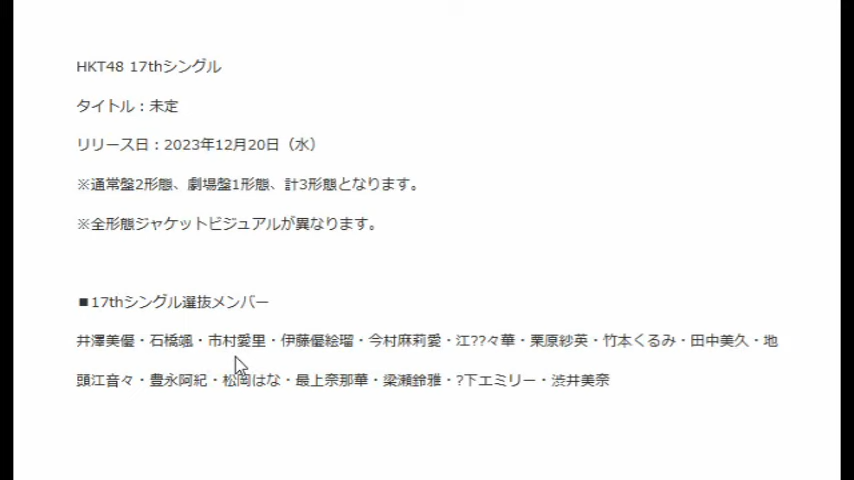 HKT48 17thシングル
タイトル：未定
リリース日：2023年12月20日（水）
※通常盤2形態、劇場盤1形態、計3形態となります。
※全形態ジャケットビジュアルが異なります。
■17thシングル選抜メンバー
井澤美優・石橋颯・市村愛里・伊藤優絵瑠・今村麻莉愛・江??々華・栗原紗英・竹本くるみ・田中美久・地
頭江音々・豊永阿紀・松岡はな・最上奈那華・梁瀬鈴雅・?下エミリー・渋井美奈